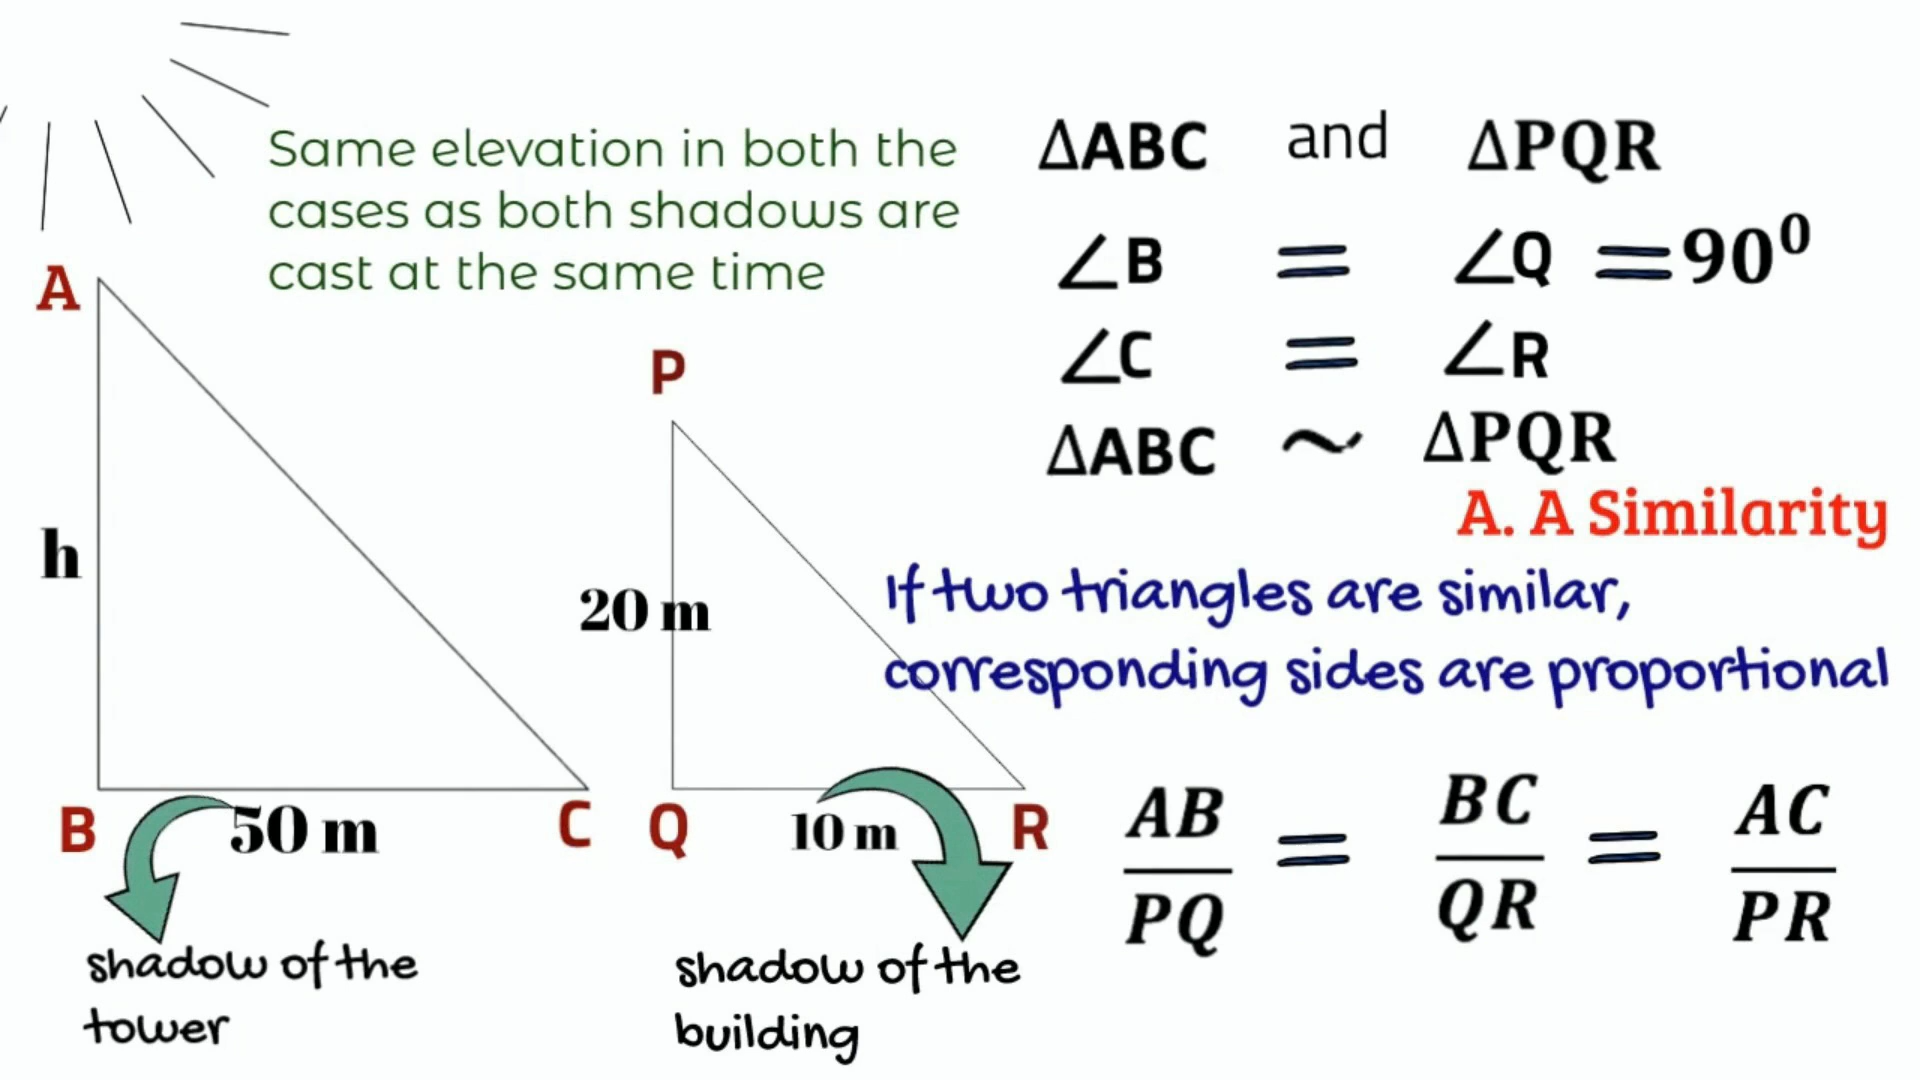 Same elevation in both the
cases as both shadows are
cast at the same time
A
h
B
50 m
C
shadow of the
tower
P
20 m
Q
10 m
R
shadow of the
building
ΔABC and ΔPQR
∠B = ∠Q = 90⁰
∠C = ∠R
ΔABC ~ ΔPQR
A. A Similarity
If two triangles are similar,
corresponding sides are proportional
AB/PQ = BC/QR = AC/PR